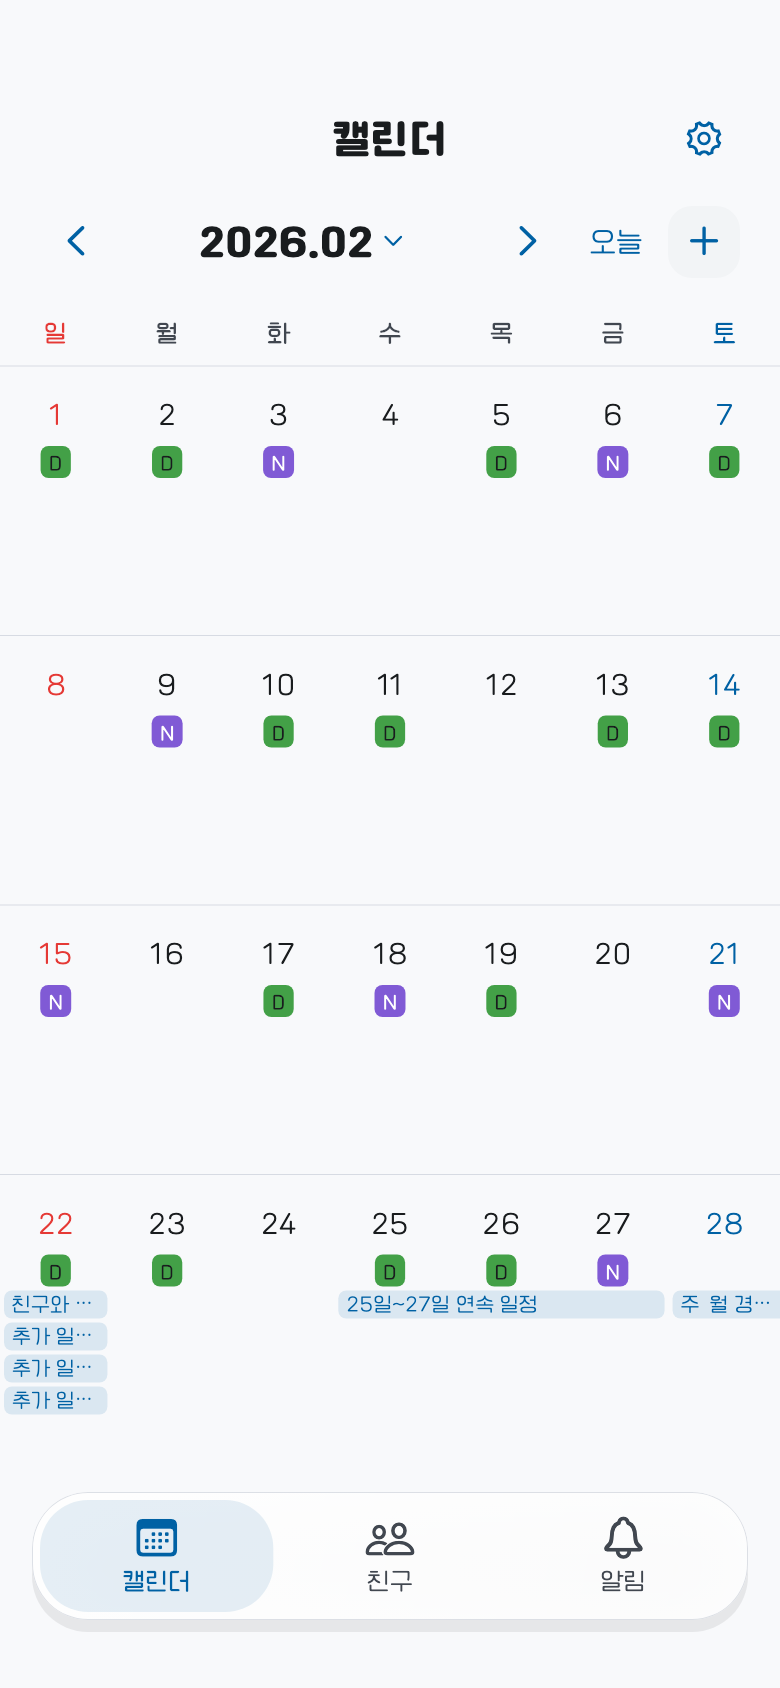 캘린더
2026.02 오늘
일 월 화 수 목 금 토
1 2 3 4 5 6 7
D D N D N D
8 9 10 11 12 13 14
N D D D D
15 16 17 18 19 20 21
N D N D N
22 23 24 25 26 27 28
D D D D N
친구와 ··· 25일~27일 연속 일정 주 월 경···
추가 일···
추가 일···
추가 일···
캘린더 친구 알림